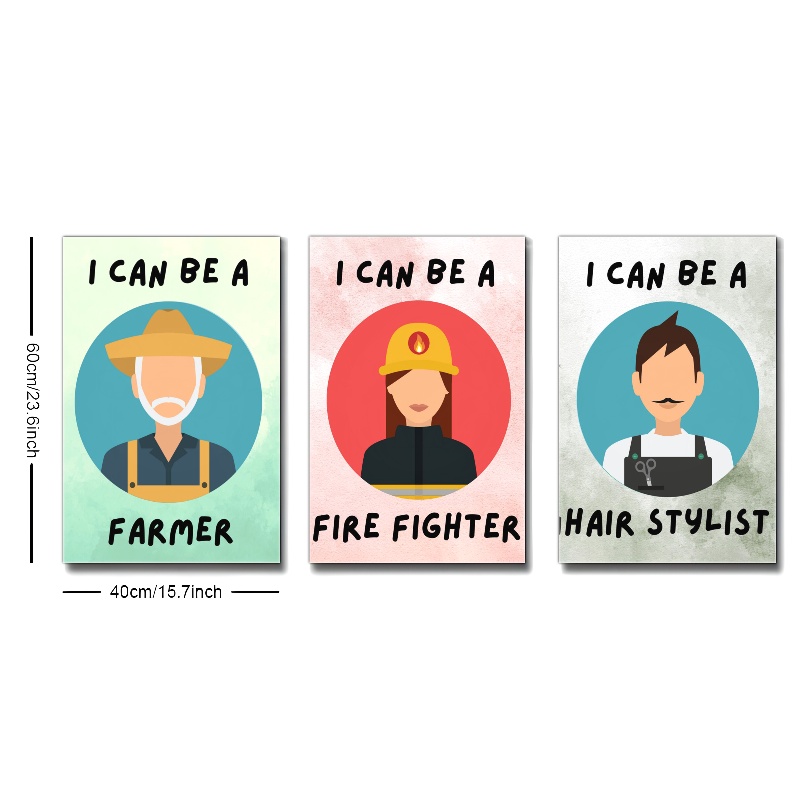 I CAN BE A
FARMER
I CAN BE A
FIRE FIGHTER
I CAN BE A
HAIR STYLIST
60cm/23.6inch
40cm/15.7inch